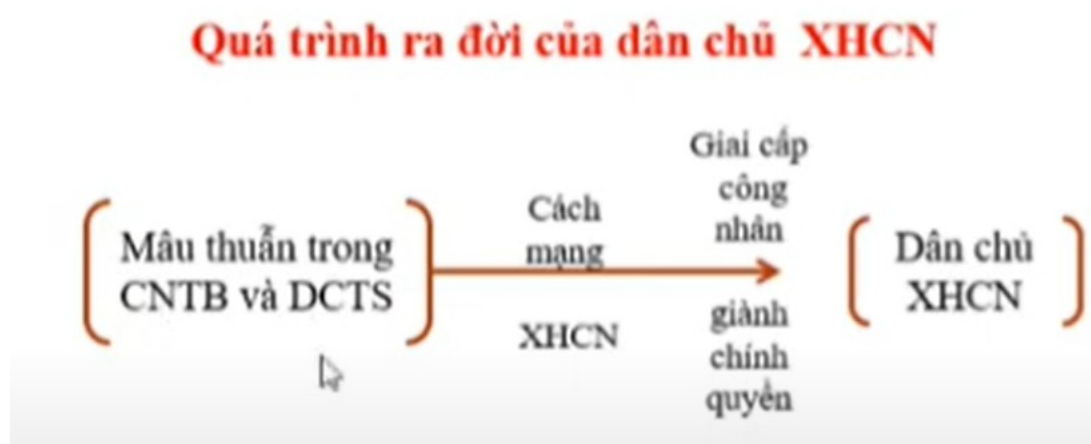 Quá trình ra đời của dân chủ XHCN
Mâu thuẫn trong
CNTB và DCTS
Cách
mạng
XHCN
Giai cấp
công
nhân
giành
chính
quyền
Dân chủ
XHCN